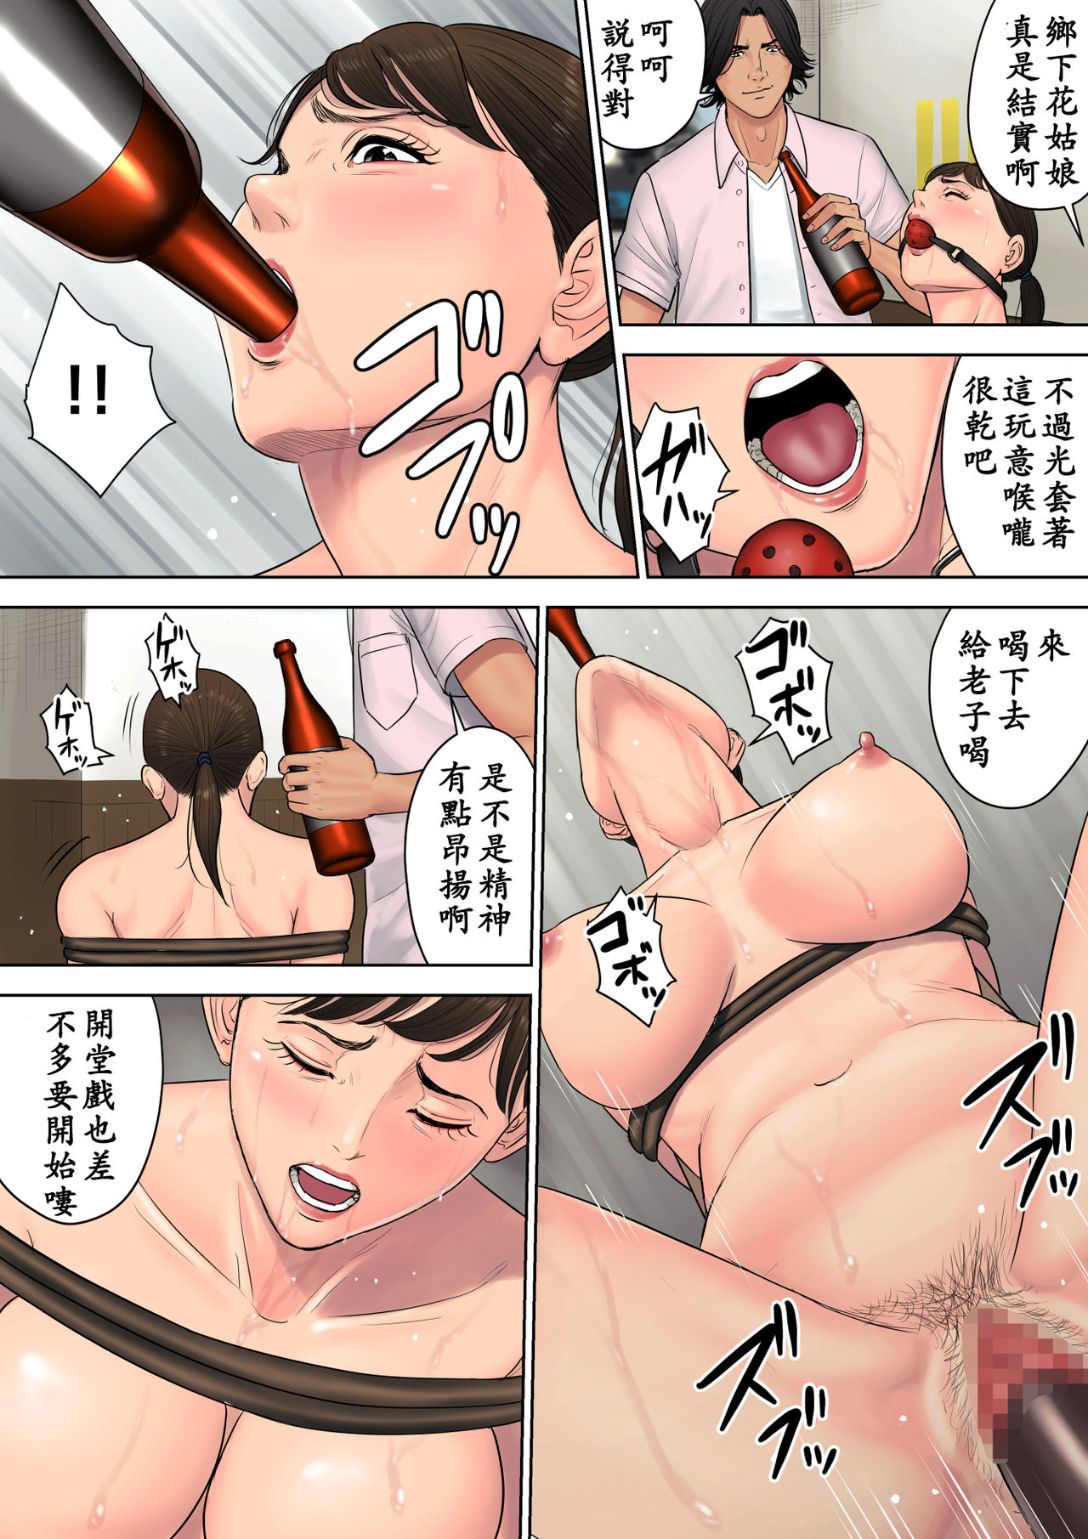 鄉下花姑娘
真是結實啊
呵呵
說得對
ゴッ
ゴプッ
!!
不過光套著
這玩意喉嚨
很乾吧
ガハッ
來
喝下去
給老子喝
ゴボッ
ゴボッ
ズズッ
ズズッ
ゲホッ
ゲホッ
是不是精神
有點昂揚啊
開堂戲也差
不多要開始嘍